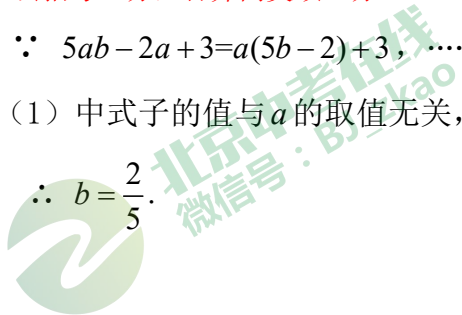 ∵ 5ab－2a＋3=a(5b－2)＋3，····
（1）中式子的值与a的取值无关，
∴ b=2/5.
北京中考在线
微信号：BJ_zkao